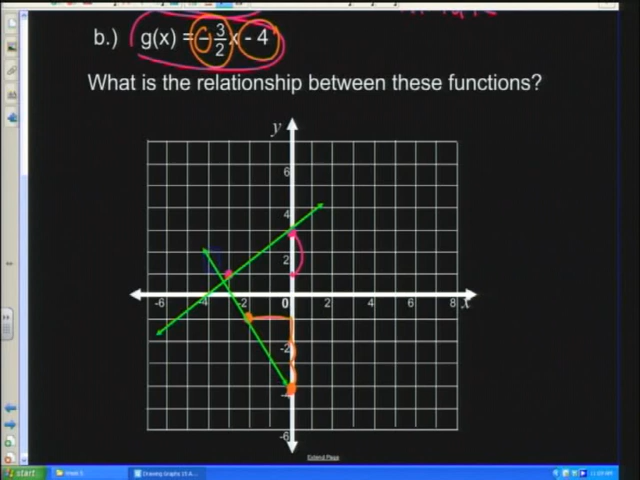 b.) g(x) = -3/2x - 4
What is the relationship between these functions?
y
6
4
2
-6 -4 -2 0 2 4 6 8 x
-2
-4
-6
Extend Page
start